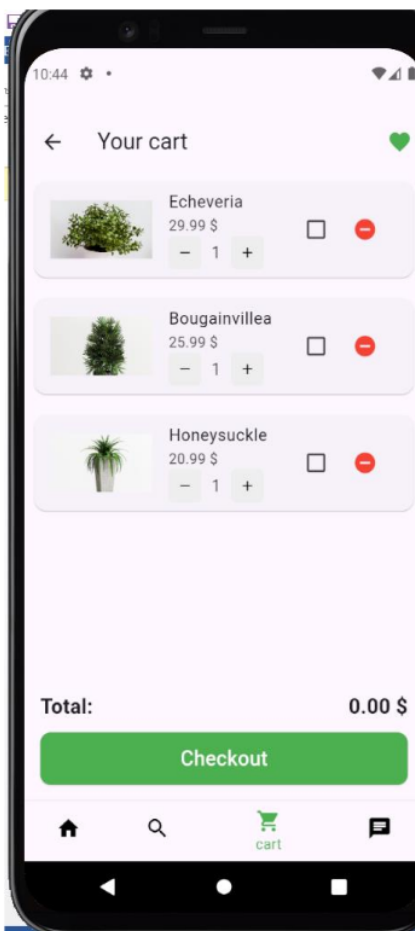 10:44
Your cart
Echeveria
29.99 $
− 1 +
Bougainvillea
25.99 $
− 1 +
Honeysuckle
20.99 $
− 1 +
Total: 0.00 $
Checkout
cart